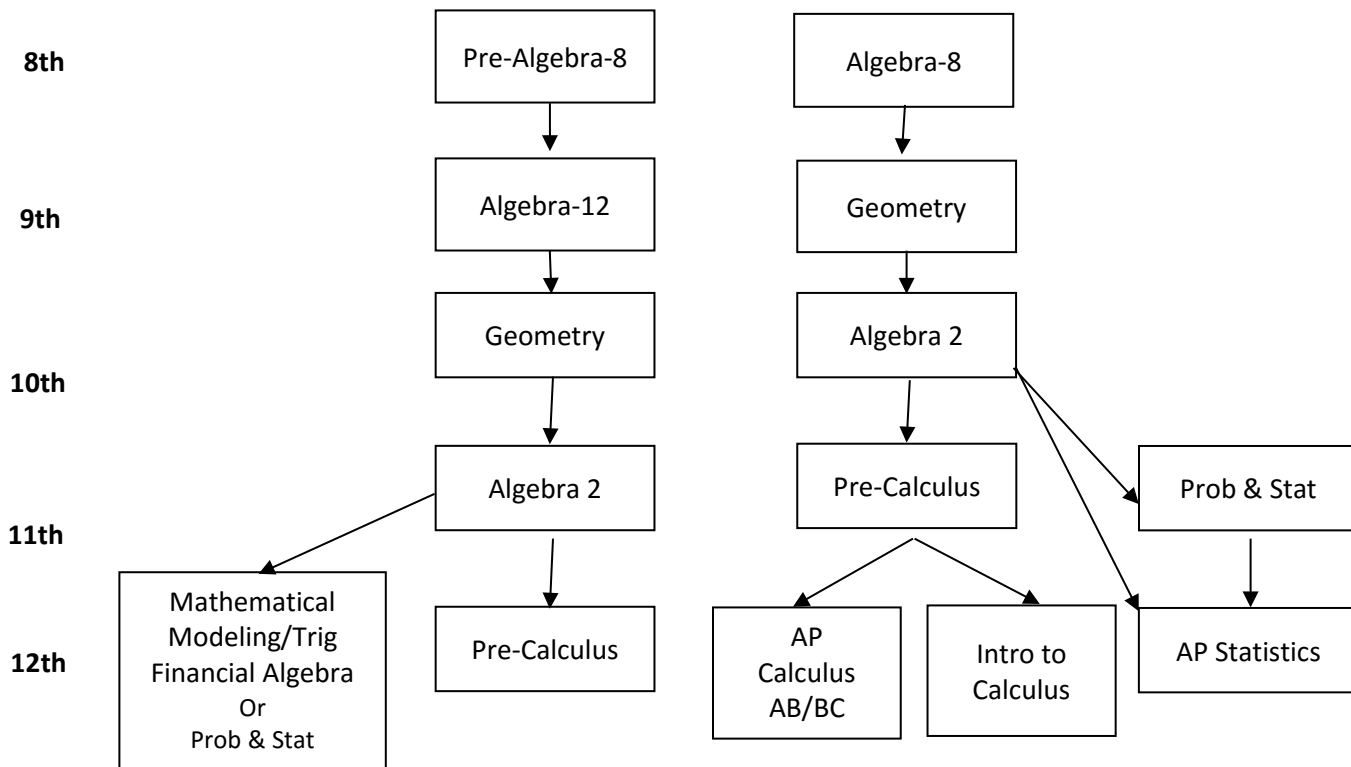 8th
Pre-Algebra-8
Algebra-8
9th
Algebra-12
Geometry
Geometry
Algebra 2
10th
Algebra 2
Pre-Calculus
Prob & Stat
11th
Mathematical
Modeling/Trig
Financial Algebra
Or
Prob & Stat
Pre-Calculus
AP
Calculus
AB/BC
Intro to
Calculus
AP Statistics
12th